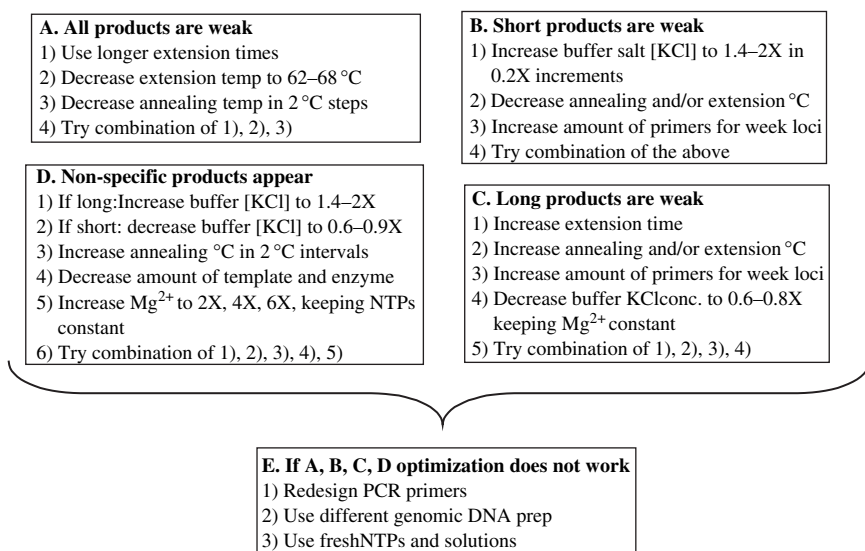 A. All products are weak
1) Use longer extension times
2) Decrease extension temp to 62–68 °C
3) Decrease annealing temp in 2 °C steps
4) Try combination of 1), 2), 3)
B. Short products are weak
1) Increase buffer salt [KCl] to 1.4–2X in
0.2X increments
2) Decrease annealing and/or extension °C
3) Increase amount of primers for week loci
4) Try combination of the above
D. Non-specific products appear
1) If long:Increase buffer [KCl] to 1.4–2X
2) If short: decrease buffer [KCl] to 0.6–0.9X
3) Increase annealing °C in 2 °C intervals
4) Decrease amount of template and enzyme
5) Increase Mg2+ to 2X, 4X, 6X, keeping NTPs
constant
6) Try combination of 1), 2), 3), 4), 5)
C. Long products are weak
1) Increase extension time
2) Increase annealing and/or extension °C
3) Increase amount of primers for week loci
4) Decrease buffer KClconc. to 0.6–0.8X
keeping Mg2+ constant
5) Try combination of 1), 2), 3), 4)
E. If A, B, C, D optimization does not work
1) Redesign PCR primers
2) Use different genomic DNA prep
3) Use freshNTPs and solutions